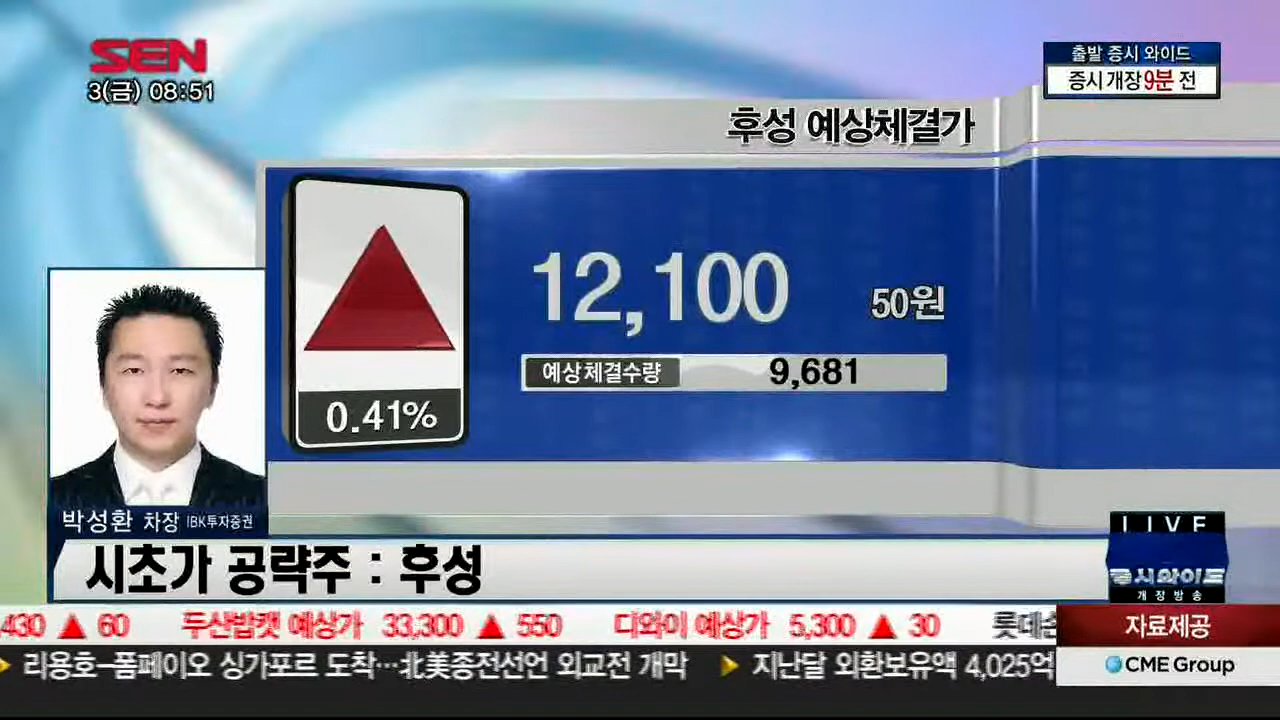 SEN
3(금) 08:51
출발 증시 와이드
증시 개장 9분 전
후성 예상체결가
12,100
50원
예상체결수량 9,681
0.41%
박성환 차장 IBK투자증권
시초가 공략주 : 후성
LIVE
증시와이드
개장방송
,430 ▲ 60 두산밥캣 예상가 33,300 ▲ 550 디와이 예상가 5,300 ▲ 30 롯데손
자료제공
리용호-폼페이오 싱가포르 도착…北美종전선언 외교전 개막 지난달 외환보유액 4,025억
CME Group